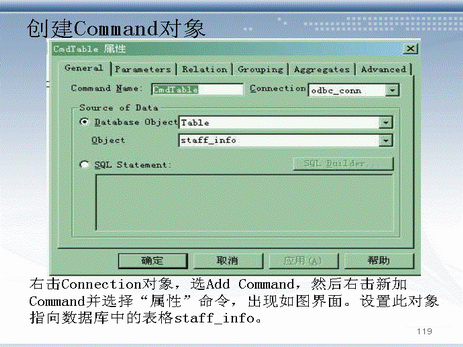 创建Command对象
CmdTable 属性
General Parameters Relation Grouping Aggregates Advanced
Command Name: CmdTable Connection odbc_conn
Source of Data
Database Object Table
Object staff_info
SQL Statement: SQL Builder...
确定 取消 应用(A) 帮助
右击Connection对象，选Add Command，然后右击新加
Command并选择“属性”命令，出现如图界面。设置此对象
指向数据库中的表格staff_info。
119